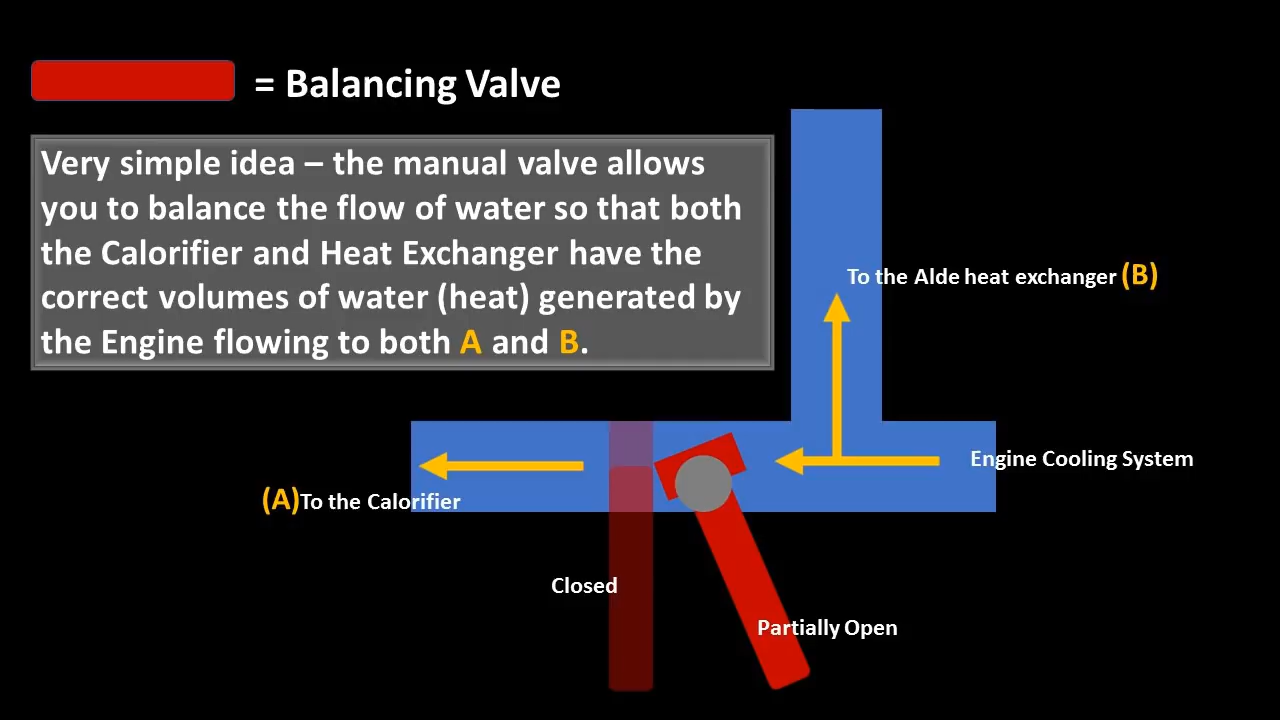 = Balancing Valve
Very simple idea – the manual valve allows
you to balance the flow of water so that both
the Calorifier and Heat Exchanger have the
correct volumes of water (heat) generated by
the Engine flowing to both A and B.
To the Alde heat exchanger (B)
Engine Cooling System
(A)To the Calorifier
Closed
Partially Open